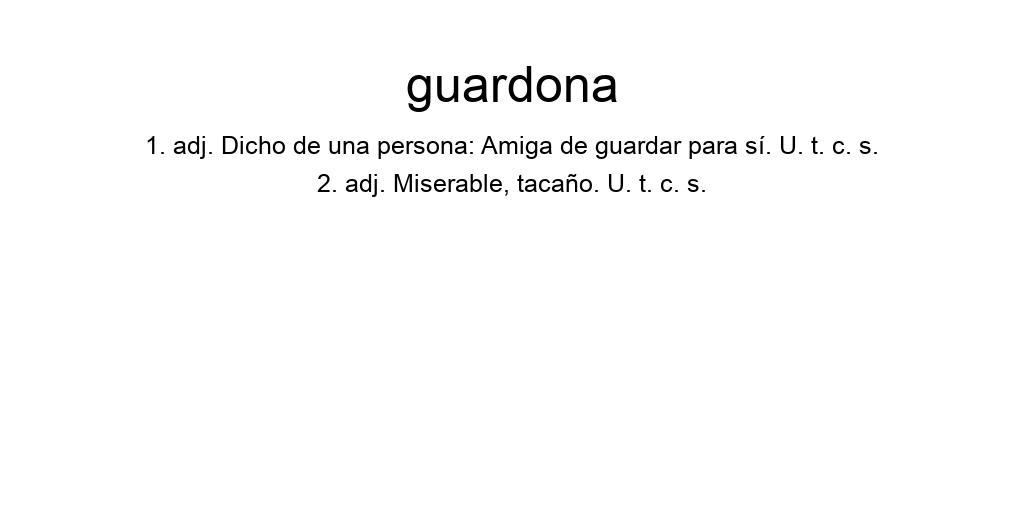 guardona
1. adj. Dicho de una persona: Amiga de guardar para sí. U. t. c. s.
2. adj. Miserable, tacaño. U. t. c. s.